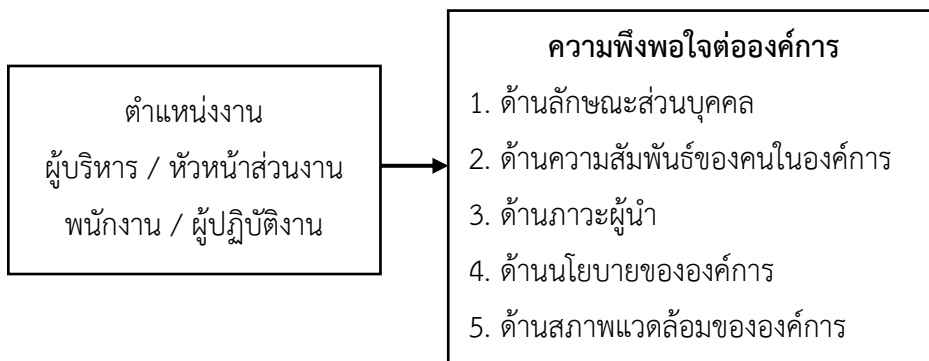 ตำแหน่งงาน
ผู้บริหาร / หัวหน้าส่วนงาน
พนักงาน / ผู้ปฏิบัติงาน
ความพึงพอใจต่อองค์การ
1. ด้านลักษณะส่วนบุคคล
2. ด้านความสัมพันธ์ของคนในองค์การ
3. ด้านภาวะผู้นำ
4. ด้านนโยบายขององค์การ
5. ด้านสภาพแวดล้อมขององค์การ